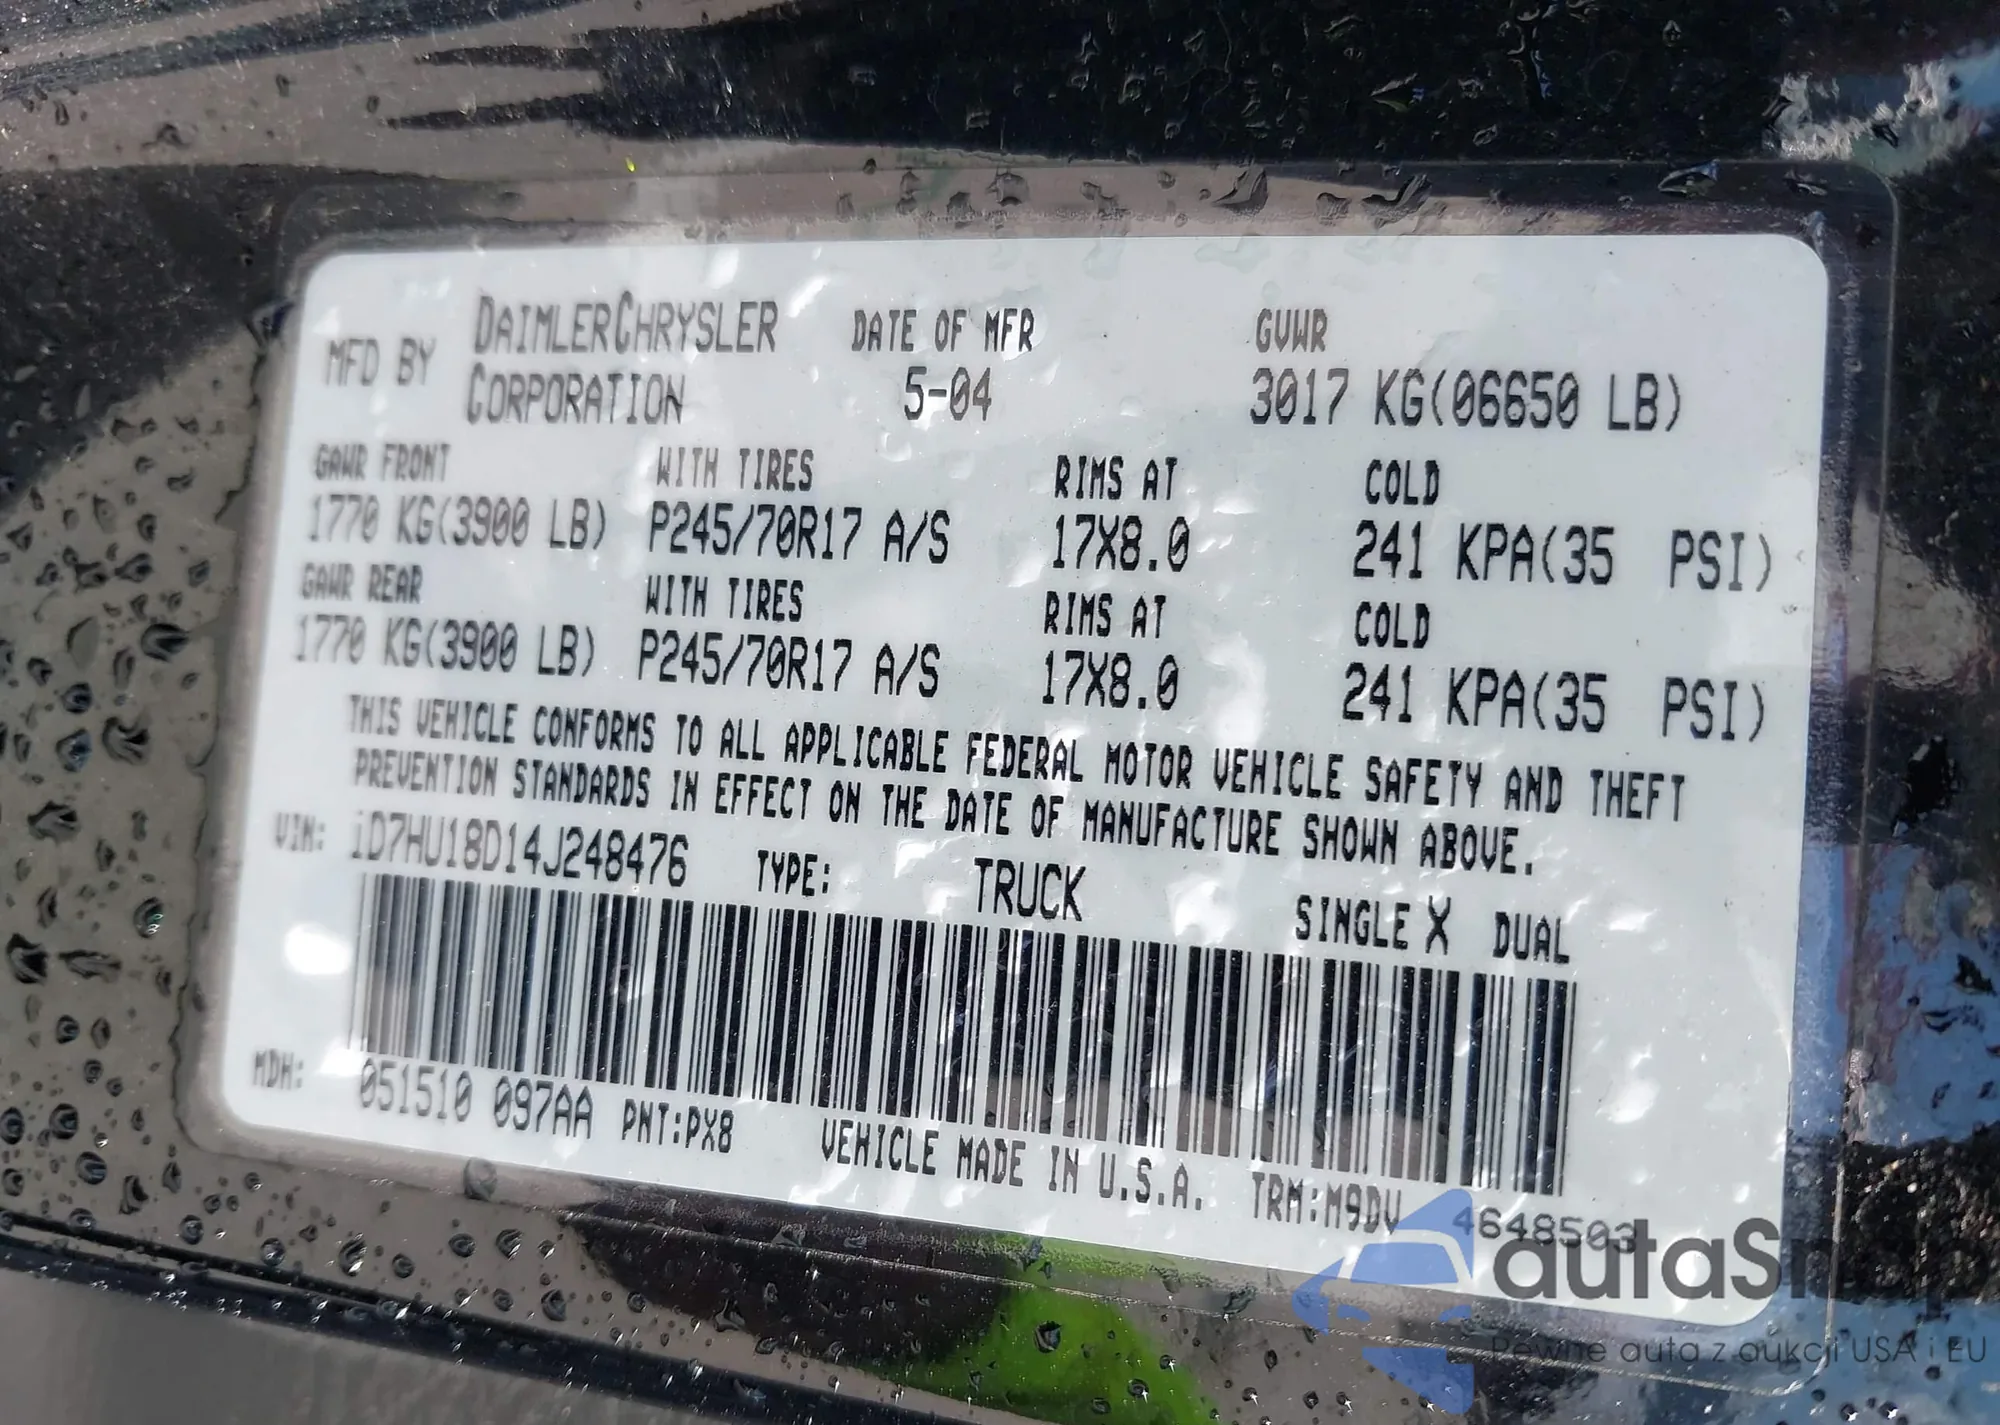 MFD BY DAIMLERCHRYSLER CORPORATION DATE OF MFR 5-04 GVWR 3017 KG(06650 LB)
GAWR FRONT WITH TIRES RIMS AT COLD
1770 KG(3900 LB) P245/70R17 A/S 17X8.0 241 KPA(35 PSI)
GAWR REAR WITH TIRES RIMS AT COLD
1770 KG(3900 LB) P245/70R17 A/S 17X8.0 241 KPA(35 PSI)
THIS VEHICLE CONFORMS TO ALL APPLICABLE FEDERAL MOTOR VEHICLE SAFETY AND THEFT
PREVENTION STANDARDS IN EFFECT ON THE DATE OF MANUFACTURE SHOWN ABOVE.
VIN: 1D7HU18D14J248476 TYPE: TRUCK SINGLE X DUAL
MDH: 051510 097AA PNT:PX8 VEHICLE MADE IN U.S.A. TRM:M9DV 4648503
autaSnap
Pewne auta z aukcji USA i EU